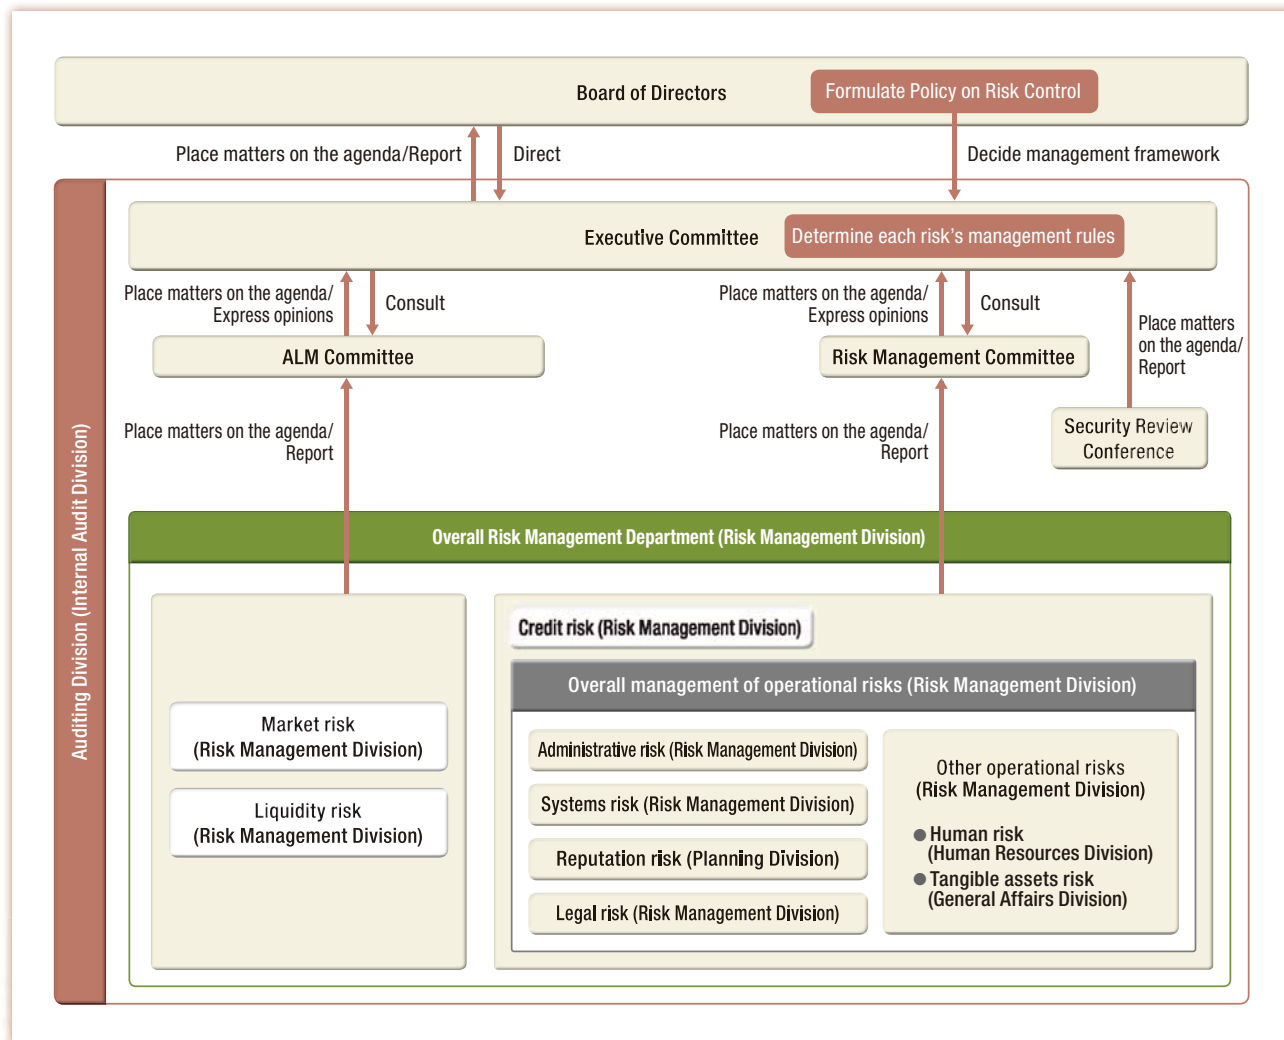 Board of Directors
Formulate Policy on Risk Control
Place matters on the agenda/Report
Direct
Decide management framework
Auditing Division (Internal Audit Division)
Executive Committee
Determine each risk's management rules
Place matters on the agenda/
Express opinions
Consult
Place matters on the agenda/
Express opinions
Consult
Place matters
on the agenda/
Report
ALM Committee
Risk Management Committee
Security Review
Conference
Place matters on the agenda/
Report
Place matters on the agenda/
Report
Overall Risk Management Department (Risk Management Division)
Market risk
(Risk Management Division)
Liquidity risk
(Risk Management Division)
Credit risk (Risk Management Division)
Overall management of operational risks (Risk Management Division)
Administrative risk (Risk Management Division)
Systems risk (Risk Management Division)
Reputation risk (Planning Division)
Legal risk (Risk Management Division)
Other operational risks
(Risk Management Division)
● Human risk
(Human Resources Division)
● Tangible assets risk
(General Affairs Division)